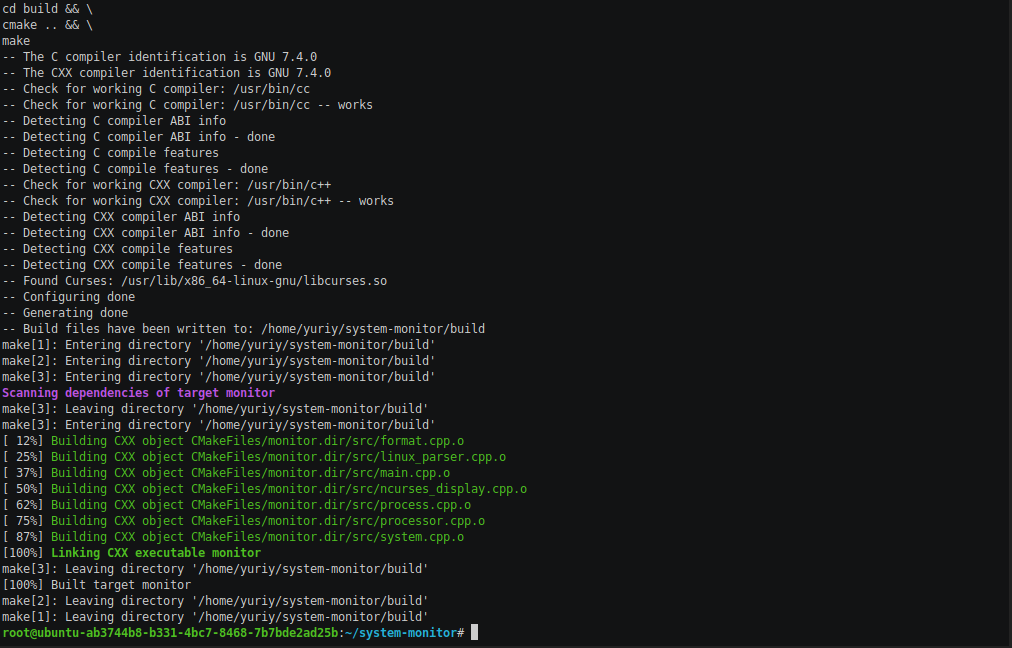 cd build && \
cmake .. && \
make
-- The C compiler identification is GNU 7.4.0
-- The CXX compiler identification is GNU 7.4.0
-- Check for working C compiler: /usr/bin/cc
-- Check for working C compiler: /usr/bin/cc -- works
-- Detecting C compiler ABI info
-- Detecting C compiler ABI info - done
-- Detecting C compile features
-- Detecting C compile features - done
-- Check for working CXX compiler: /usr/bin/c++
-- Check for working CXX compiler: /usr/bin/c++ -- works
-- Detecting CXX compiler ABI info
-- Detecting CXX compiler ABI info - done
-- Detecting CXX compile features
-- Detecting CXX compile features - done
-- Found Curses: /usr/lib/x86_64-linux-gnu/libcurses.so
-- Configuring done
-- Generating done
-- Build files have been written to: /home/yuriy/system-monitor/build
make[1]: Entering directory '/home/yuriy/system-monitor/build'
make[2]: Entering directory '/home/yuriy/system-monitor/build'
make[3]: Entering directory '/home/yuriy/system-monitor/build'
Scanning dependencies of target monitor
make[3]: Leaving directory '/home/yuriy/system-monitor/build'
make[3]: Entering directory '/home/yuriy/system-monitor/build'
[ 12%] Building CXX object CMakeFiles/monitor.dir/src/format.cpp.o
[ 25%] Building CXX object CMakeFiles/monitor.dir/src/linux_parser.cpp.o
[ 37%] Building CXX object CMakeFiles/monitor.dir/src/main.cpp.o
[ 50%] Building CXX object CMakeFiles/monitor.dir/src/ncurses_display.cpp.o
[ 62%] Building CXX object CMakeFiles/monitor.dir/src/process.cpp.o
[ 75%] Building CXX object CMakeFiles/monitor.dir/src/processor.cpp.o
[ 87%] Building CXX object CMakeFiles/monitor.dir/src/system.cpp.o
[100%] Linking CXX executable monitor
make[3]: Leaving directory '/home/yuriy/system-monitor/build'
[100%] Built target monitor
make[2]: Leaving directory '/home/yuriy/system-monitor/build'
make[1]: Leaving directory '/home/yuriy/system-monitor/build'
root@ubuntu-ab3744b8-b331-4bc7-8468-7b7bde2ad25b:~/system-monitor#